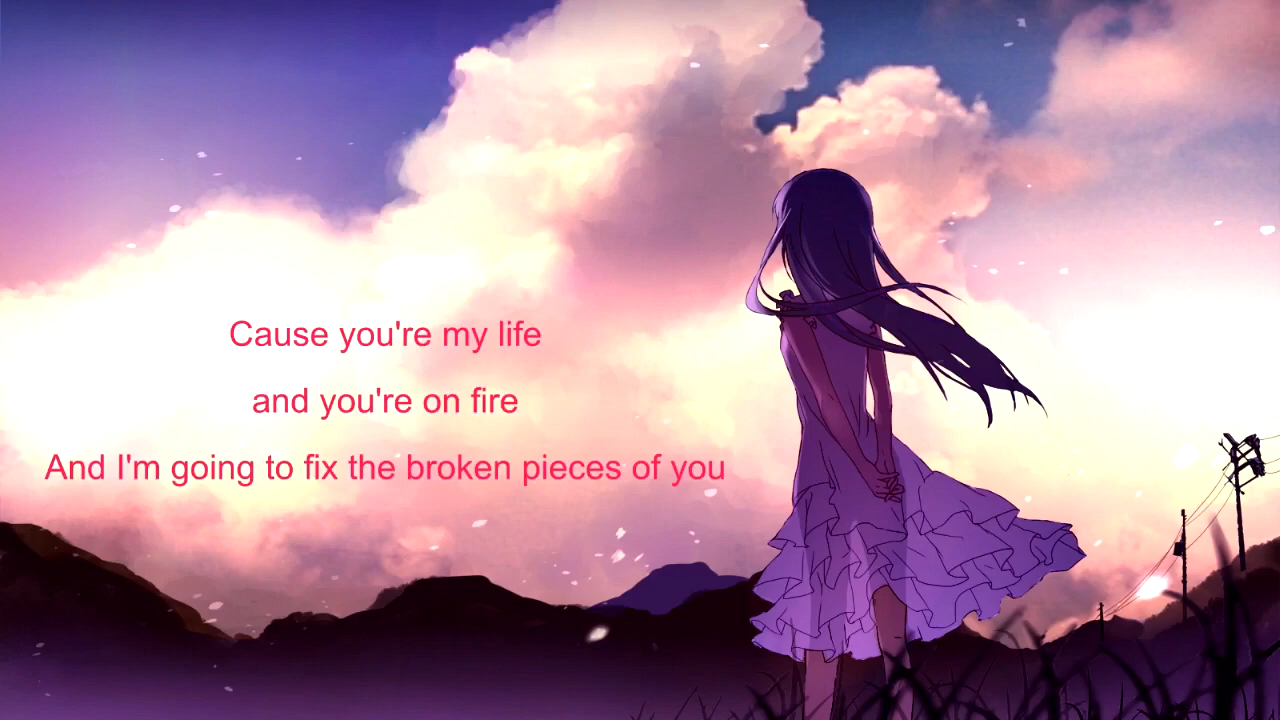 Cause you're my life
and you're on fire
And I'm going to fix the broken pieces of you